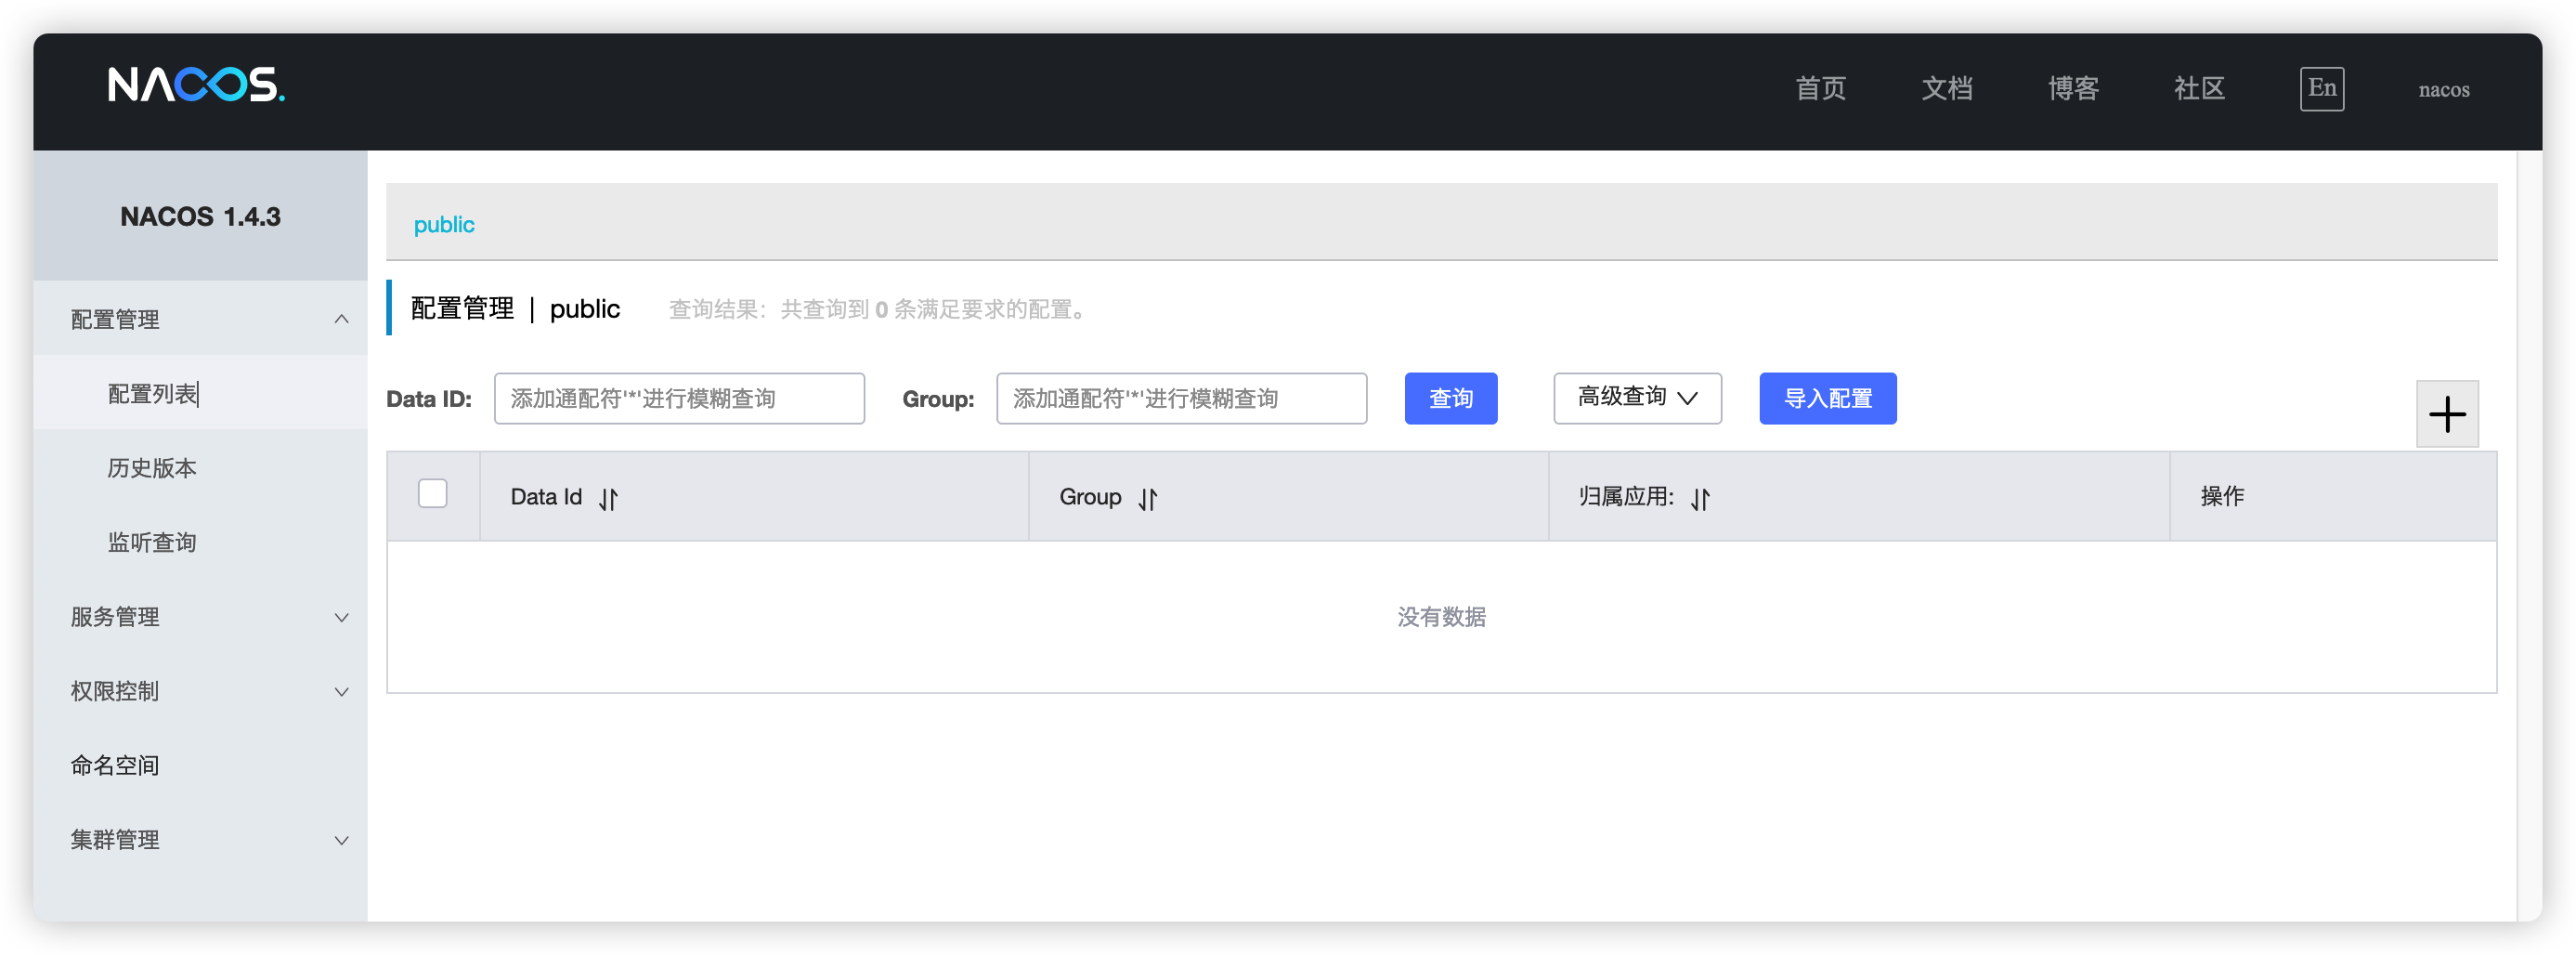 NACOS.
首页 文档 博客 社区 En nacos
NACOS 1.4.3
配置管理
配置列表
历史版本
监听查询
服务管理
权限控制
命名空间
集群管理
public
配置管理 | public 查询结果：共查询到 0 条满足要求的配置。
Data ID: 添加通配符'*'进行模糊查询 Group: 添加通配符'*'进行模糊查询 查询 高级查询 导入配置
Data Id Group 归属应用: 操作
没有数据